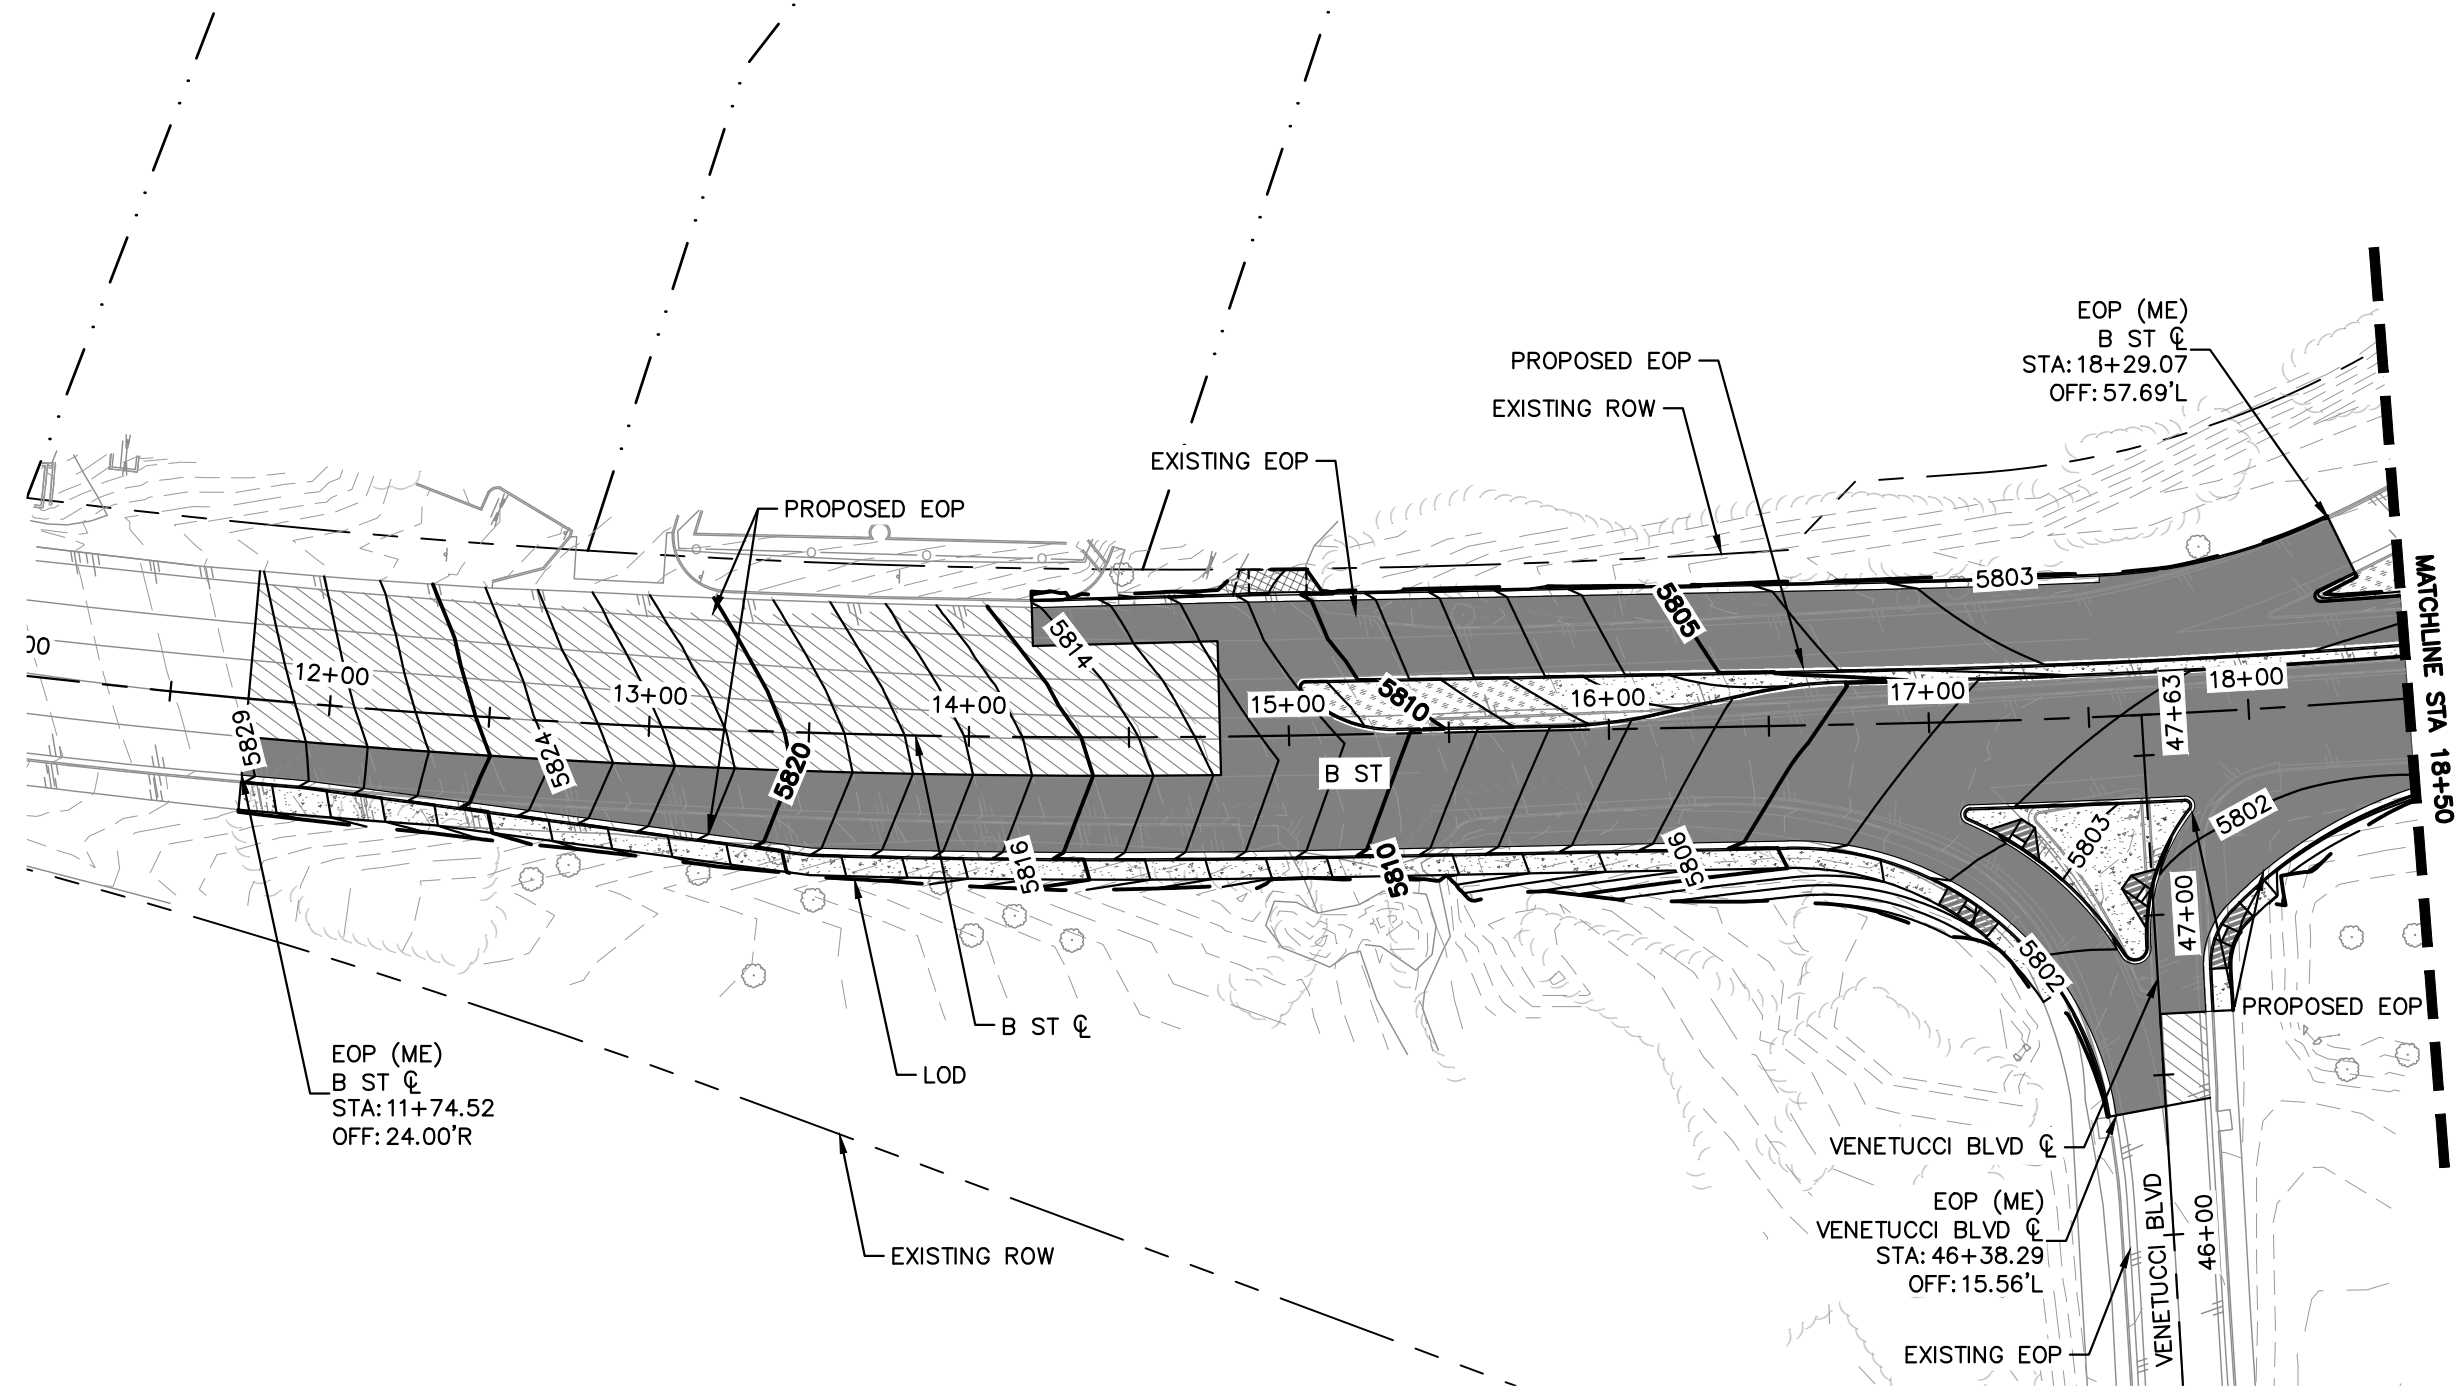 EOP (ME)
B ST ℄
STA:18+29.07
OFF:57.69'L
PROPOSED EOP
EXISTING ROW
EXISTING EOP
PROPOSED EOP
5803
5805
5814
00
12+00
13+00
14+00
15+00
5810
16+00
17+00
18+00
47+63
MATCHLINE STA 18+50
5829
5824
5820
B ST
5816
5810
5806
5803
5802
47+00
5802
PROPOSED EOP
B ST ℄
LOD
EOP (ME)
B ST ℄
STA:11+74.52
OFF:24.00'R
EXISTING ROW
VENETUCCI BLVD ℄
EOP (ME)
VENETUCCI BLVD ℄
STA:46+38.29
OFF:15.56'L
46+00
VENETUCCI BLVD
EXISTING EOP